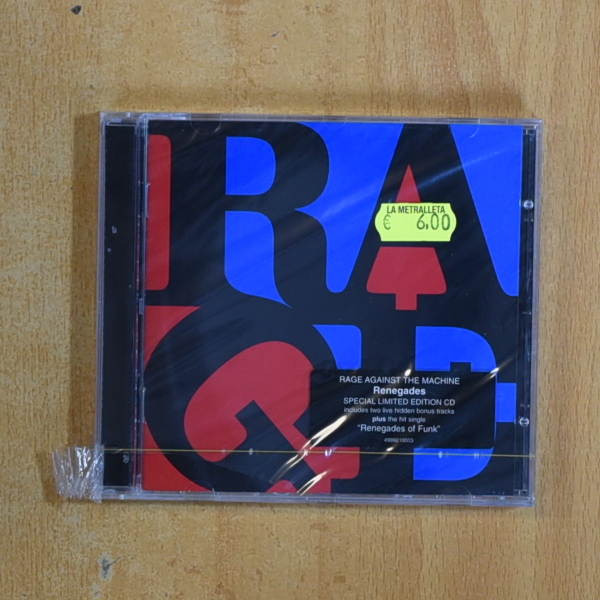 RA
GE
LA METRALLETA
€ 6,00
RAGE AGAINST THE MACHINE
Renegades
SPECIAL LIMITED EDITION CD
includes two live hidden bonus tracks
plus the hit single
"Renegades of Funk"
4999210003